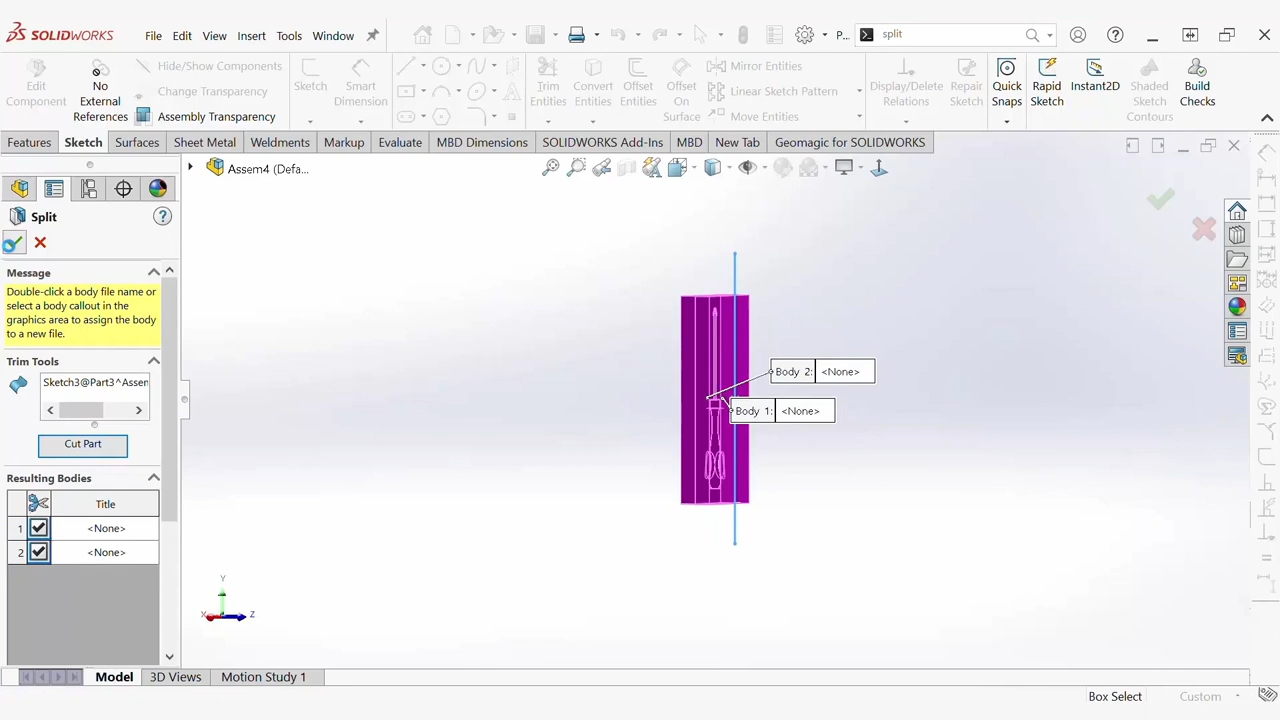 SOLIDWORKS
File Edit View Insert Tools Window
P...
split
Edit Component
No External References
Hide/Show Components
Change Transparency
Assembly Transparency
Sketch
Smart Dimension
Trim Entities
Convert Entities
Offset Entities
Offset On Surface
Mirror Entities
Linear Sketch Pattern
Move Entities
Display/Delete Relations
Repair Sketch
Quick Snaps
Rapid Sketch
Instant2D
Shaded Sketch Contours
Build Checks
Features Sketch Surfaces Sheet Metal Weldments Markup Evaluate MBD Dimensions SOLIDWORKS Add-Ins MBD New Tab Geomagic for SOLIDWORKS
Assem4 (Defa...
Split
Message
Double-click a body file name or
select a body callout in the
graphics area to assign the body
to a new file.
Trim Tools
Sketch3@Part3^Assem
Cut Part
Resulting Bodies
Title
1 <None>
2 <None>
Body 2: <None>
Body 1: <None>
Y
X Z
Model 3D Views Motion Study 1
Box Select Custom